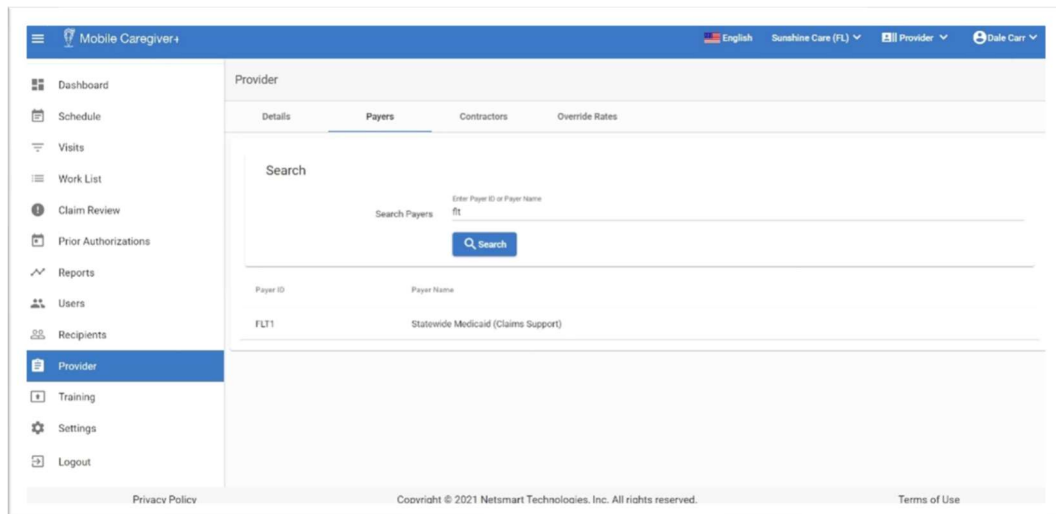 Mobile Caregiver+
English Sunshine Care (FL) Provider Dale Carr
Dashboard
Schedule
Visits
Work List
Claim Review
Prior Authorizations
Reports
Users
Recipients
Provider
Training
Settings
Logout
Provider
Details Payers Contractors Override Rates
Search
Enter Payer ID or Payer Name
Search Payers flt
Search
Payer ID Payer Name
FLT1 Statewide Medicaid (Claims Support)
Privacy Policy Copyright © 2021 Netsmart Technologies, Inc. All rights reserved. Terms of Use